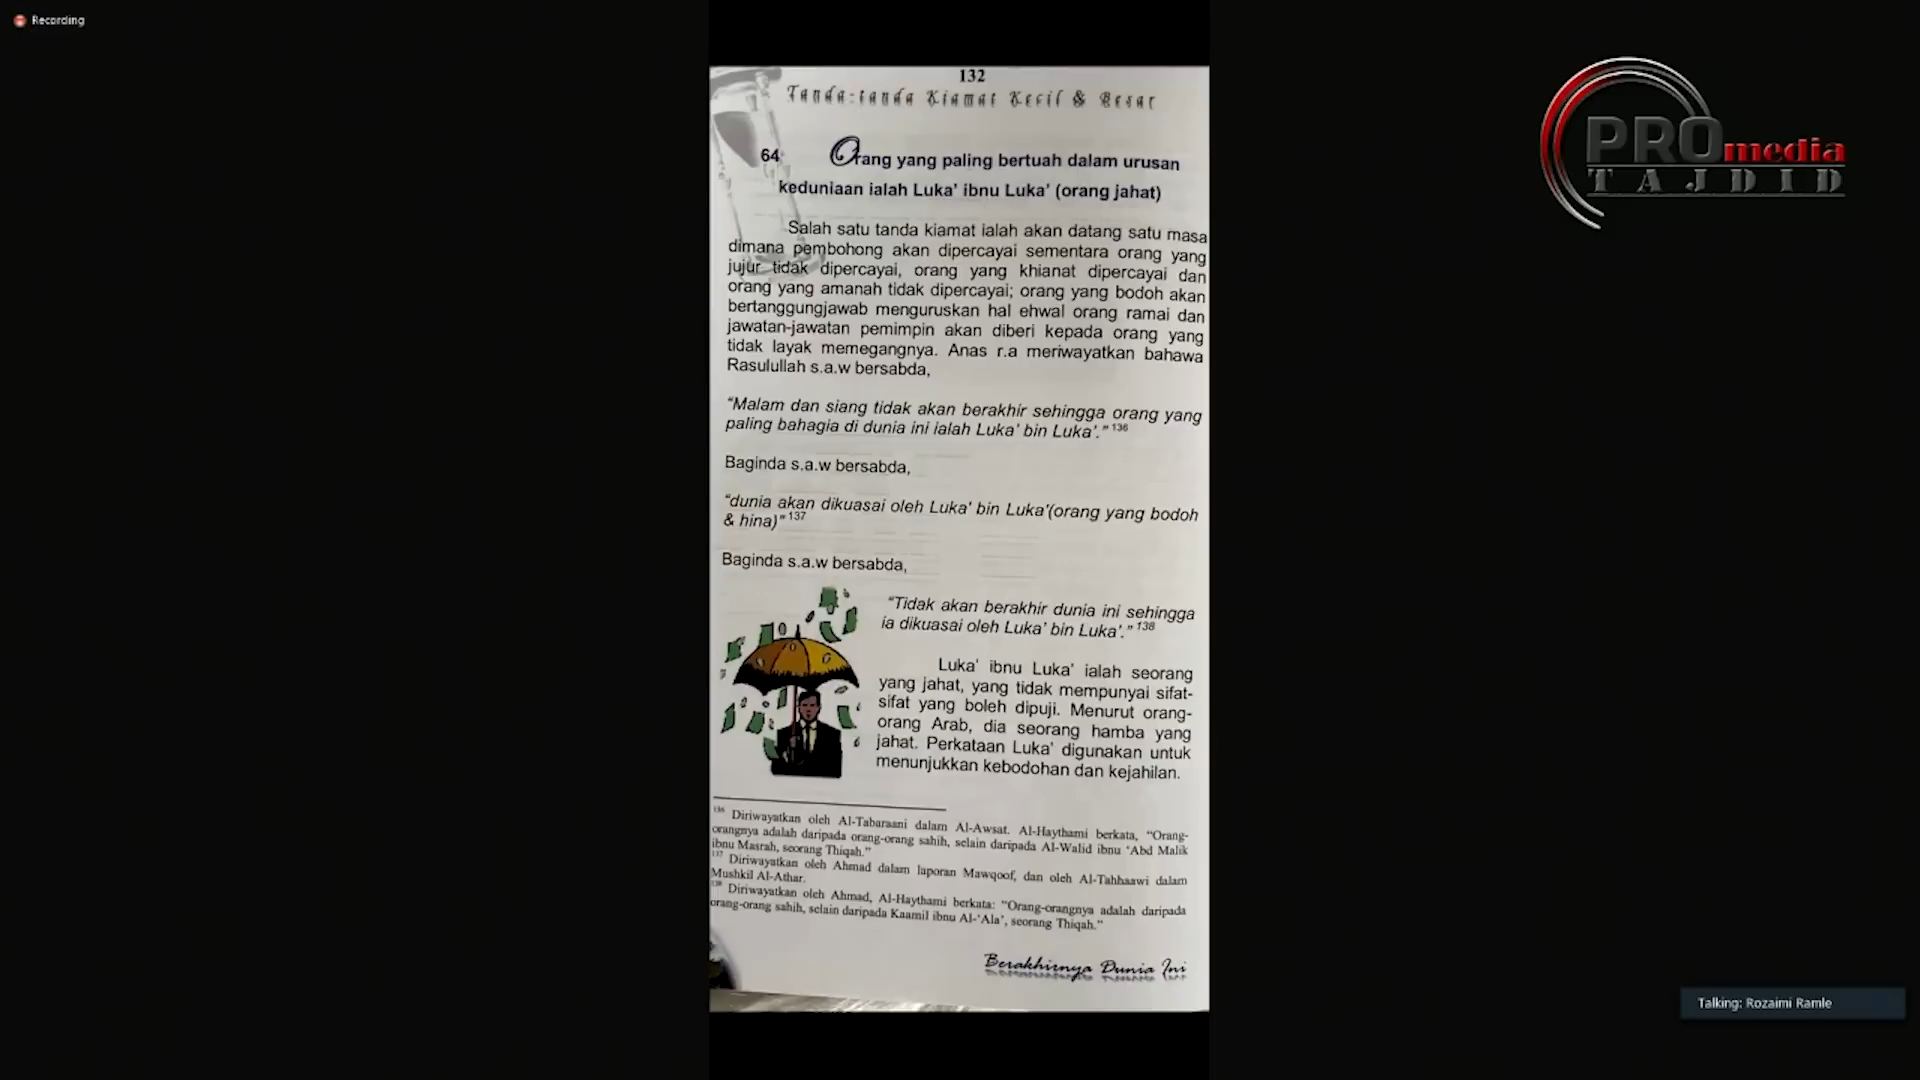 Recording
PROmedia
TAJDID
132
Tanda-tanda Kiamat Kecil & Besar
64 Orang yang paling bertuah dalam urusan
keduniaan ialah Luka' ibnu Luka' (orang jahat)
Salah satu tanda kiamat ialah akan datang satu masa
dimana pembohong akan dipercayai sementara orang yang
jujur tidak dipercayai, orang yang khianat dipercayai dan
orang yang amanah tidak dipercayai; orang yang bodoh akan
bertanggungjawab menguruskan hal ehwal orang ramai dan
jawatan-jawatan pemimpin akan diberi kepada orang yang
tidak layak memegangnya. Anas r.a meriwayatkan bahawa
Rasulullah s.a.w bersabda,
“Malam dan siang tidak akan berakhir sehingga orang yang
paling bahagia di dunia ini ialah Luka' bin Luka'.” 136
Baginda s.a.w bersabda,
“dunia akan dikuasai oleh Luka' bin Luka'(orang yang bodoh
& hina)” 137
Baginda s.a.w bersabda,
“Tidak akan berakhir dunia ini sehingga
ia dikuasai oleh Luka' bin Luka'.” 138
Luka' ibnu Luka' ialah seorang
yang jahat, yang tidak mempunyai sifat-
sifat yang boleh dipuji. Menurut orang-
orang Arab, dia seorang hamba yang
jahat. Perkataan Luka' digunakan untuk
menunjukkan kebodohan dan kejahilan.
136 Diriwayatkan oleh Al-Tabaraani dalam Al-Awsat. Al-Haythami berkata, “Orang-
orangnya adalah daripada orang-orang sahih, selain daripada Al-Walid ibnu ‘Abd Malik
ibnu Masrah, seorang Thiqah.”
137 Diriwayatkan oleh Ahmad dalam laporan Mawqoof, dan oleh Al-Tahhaawi dalam
Mushkil Al-Athar.
138 Diriwayatkan oleh Ahmad, Al-Haythami berkata: “Orang-orangnya adalah daripada
orang-orang sahih, selain daripada Kaamil ibnu Al-‘Ala’, seorang Thiqah.”
Berakhirnya Dunia Ini
Talking: Rozaimi Ramle